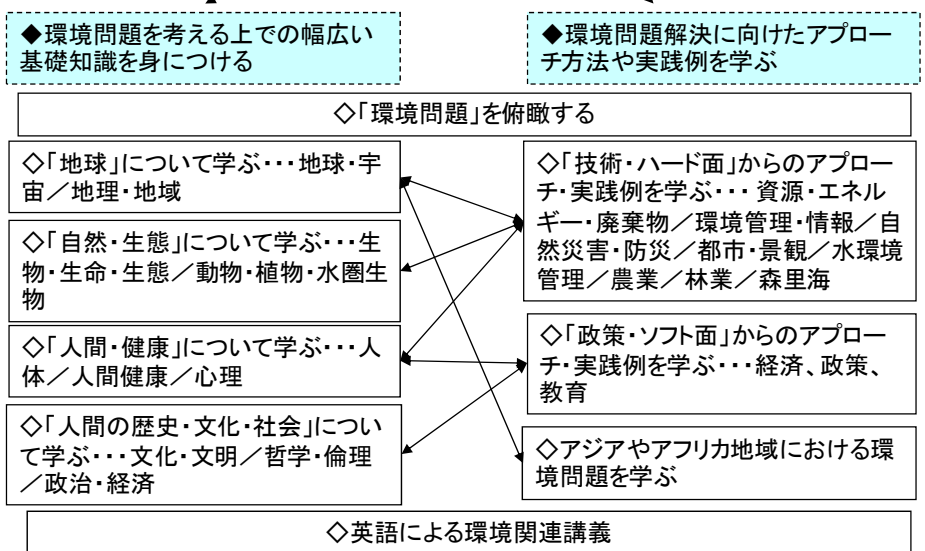 ◆環境問題を考える上での幅広い
基礎知識を身につける
◆環境問題解決に向けたアプロー
チ方法や実践例を学ぶ
◇「環境問題」を俯瞰する
◇「地球」について学ぶ・・・地球・宇
宙／地理・地域
◇「自然・生態」について学ぶ・・・生
物・生命・生態／動物・植物・水圏生
物
◇「人間・健康」について学ぶ・・・人
体／人間健康／心理
◇「人間の歴史・文化・社会」につい
て学ぶ・・・文化・文明／哲学・倫理
／政治・経済
◇「技術・ハード面」からのアプロー
チ・実践例を学ぶ・・・ 資源・エネル
ギー・廃棄物／環境管理・情報／自
然災害・防災／都市・景観／水環境
管理／農業／林業／森里海
◇「政策・ソフト面」からのアプロー
チ・実践例を学ぶ・・・経済、政策、
教育
◇アジアやアフリカ地域における環
境問題を学ぶ
◇英語による環境関連講義